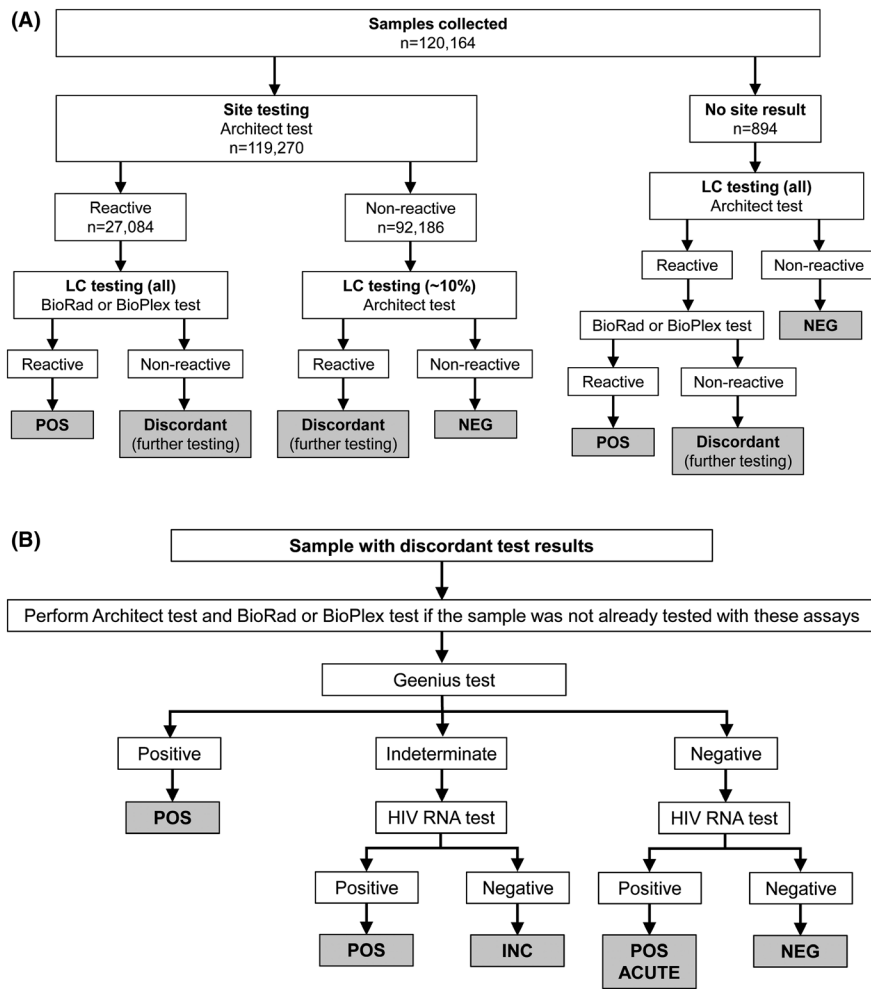 (A)
Samples collected
n=120,164
Site testing
Architect test
n=119,270
No site result
n=894
LC testing (all)
Architect test
Reactive
n=27,084
Non-reactive
n=92,186
Reactive
Non-reactive
LC testing (all)
BioRad or BioPlex test
LC testing (~10%)
Architect test
BioRad or BioPlex test
NEG
Reactive
Non-reactive
Reactive
Non-reactive
Reactive
Non-reactive
POS
Discordant
(further testing)
Discordant
(further testing)
NEG
POS
Discordant
(further testing)
(B)
Sample with discordant test results
Perform Architect test and BioRad or BioPlex test if the sample was not already tested with these assays
Geenius test
Positive
Indeterminate
Negative
POS
HIV RNA test
HIV RNA test
Positive
Negative
Positive
Negative
POS
INC
POS
ACUTE
NEG